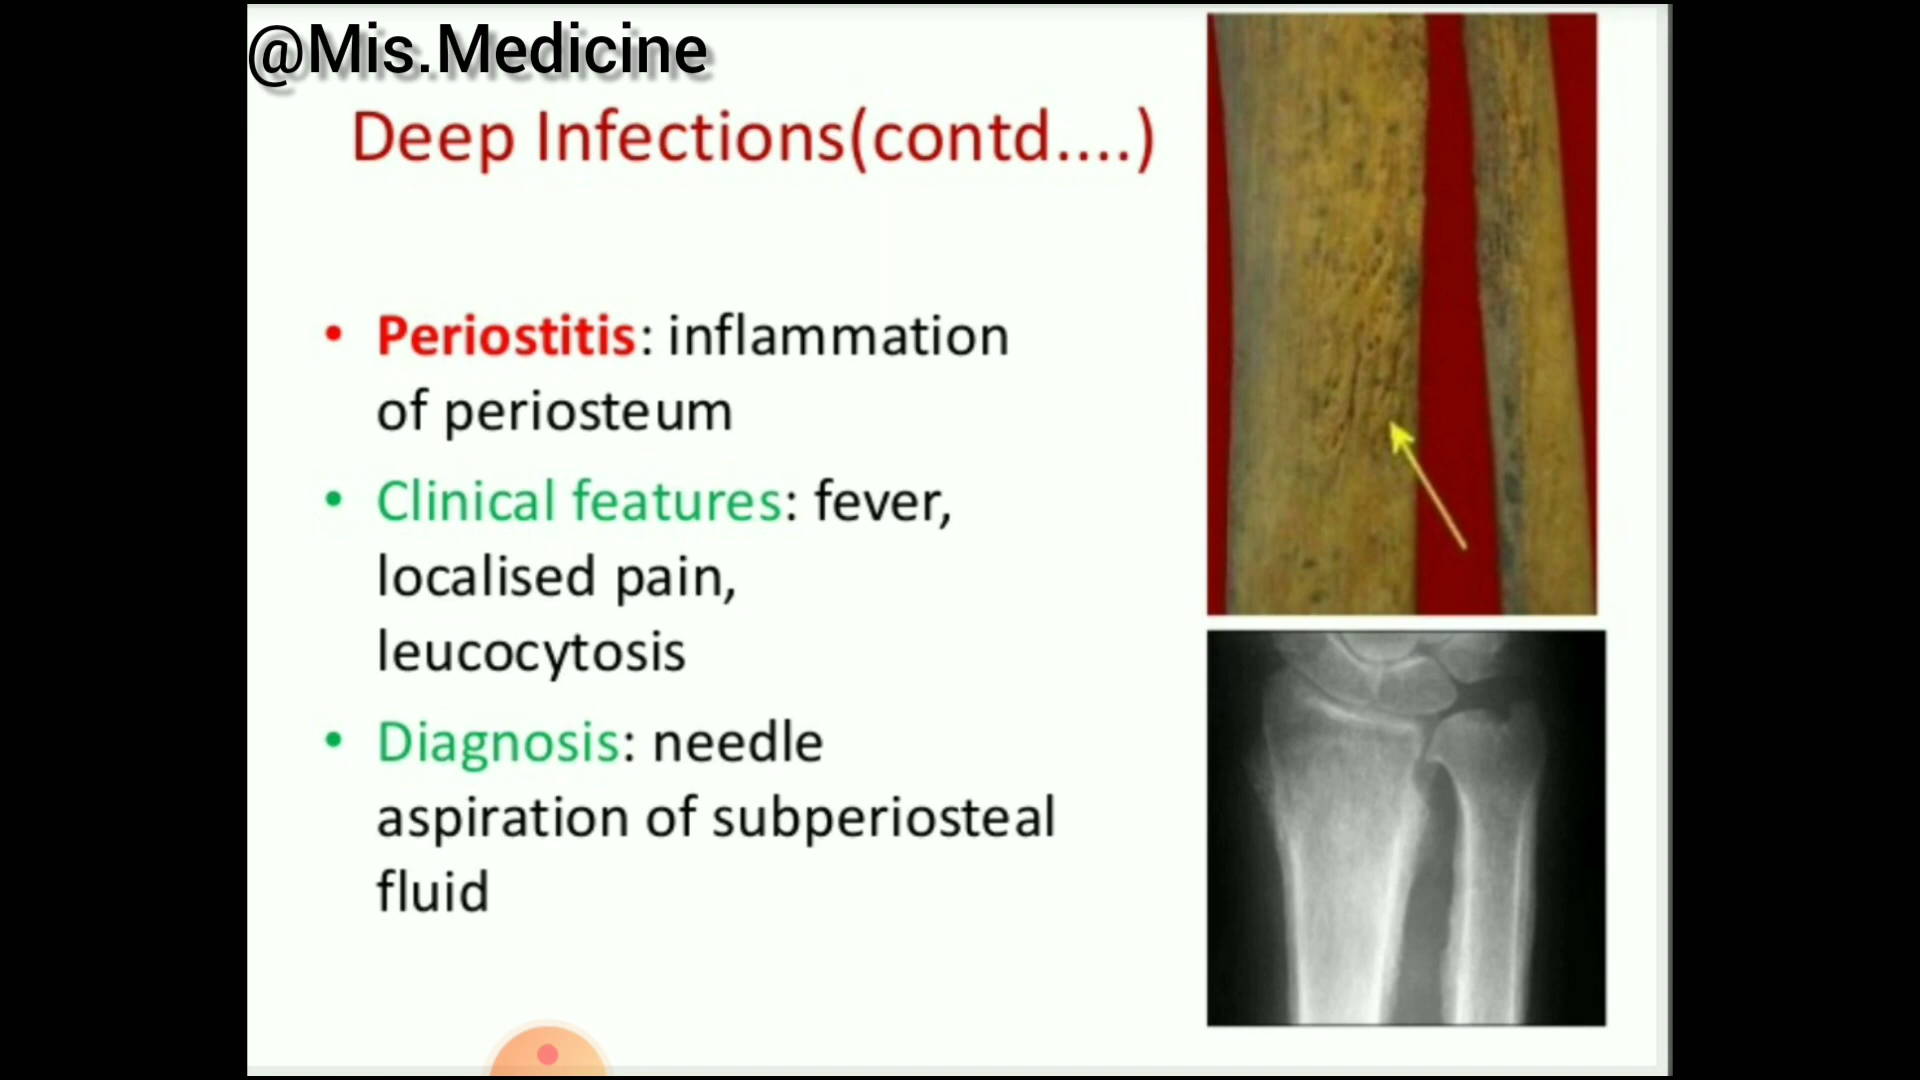 @Mis.Medicine
Deep Infections(contd....)
• Periostitis: inflammation
of periosteum
• Clinical features: fever,
localised pain,
leucocytosis
• Diagnosis: needle
aspiration of subperiosteal
fluid